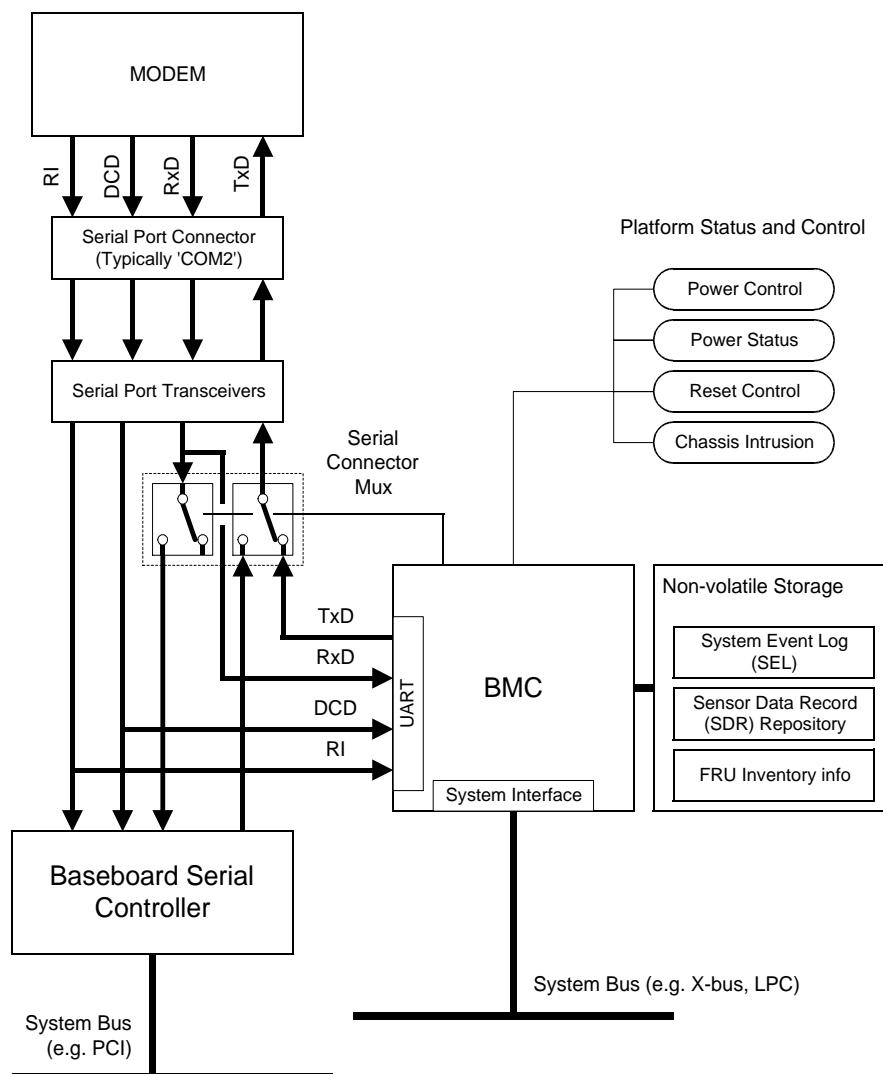 MODEM
RI
DCD
RxD
TxD
Serial Port Connector
(Typically 'COM2')
Platform Status and Control
Power Control
Power Status
Reset Control
Chassis Intrusion
Serial Port Transceivers
Serial
Connector
Mux
TxD
RxD
DCD
RI
UART
BMC
System Interface
Non-volatile Storage
System Event Log
(SEL)
Sensor Data Record
(SDR) Repository
FRU Inventory info
Baseboard Serial
Controller
System Bus (e.g. X-bus, LPC)
System Bus
(e.g. PCI)